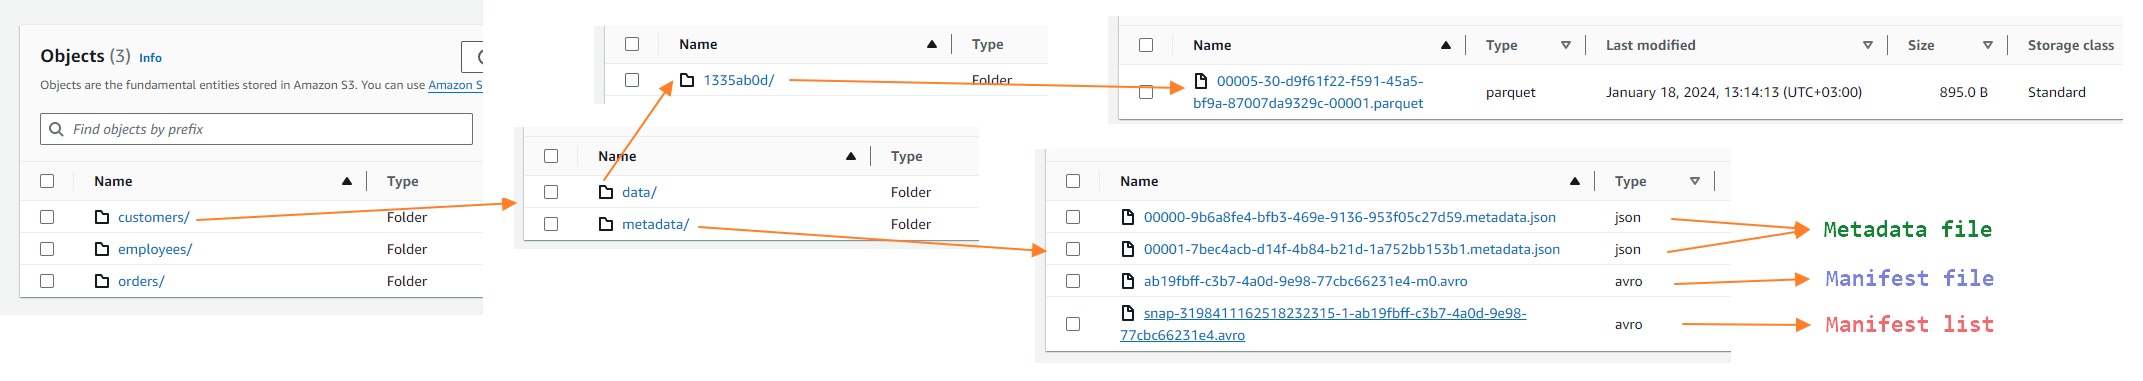 Objects (3) Info
Objects are the fundamental entities stored in Amazon S3. You can use Amazon S
Find objects by prefix
Name Type
customers/ Folder
employees/ Folder
orders/ Folder
Name Type
data/ Folder
metadata/ Folder
Name Type
1335ab0d/ Folder
Name Type Last modified Size Storage class
00005-30-d9f61f22-f591-45a5-
bf9a-87007da9329c-00001.parquet parquet January 18, 2024, 13:14:13 (UTC+03:00) 895.0 B Standard
Name Type
00000-9b6a8fe4-bfb3-469e-9136-953f05c27d59.metadata.json json
00001-7bec4acb-d14f-4b84-b21d-1a752bb153b1.metadata.json json
Metadata file
ab19fbff-c3b7-4a0d-9e98-77cbc66231e4-m0.avro avro
Manifest file
snap-3198411162518232315-1-ab19fbff-c3b7-4a0d-9e98-
77cbc66231e4.avro avro
Manifest list